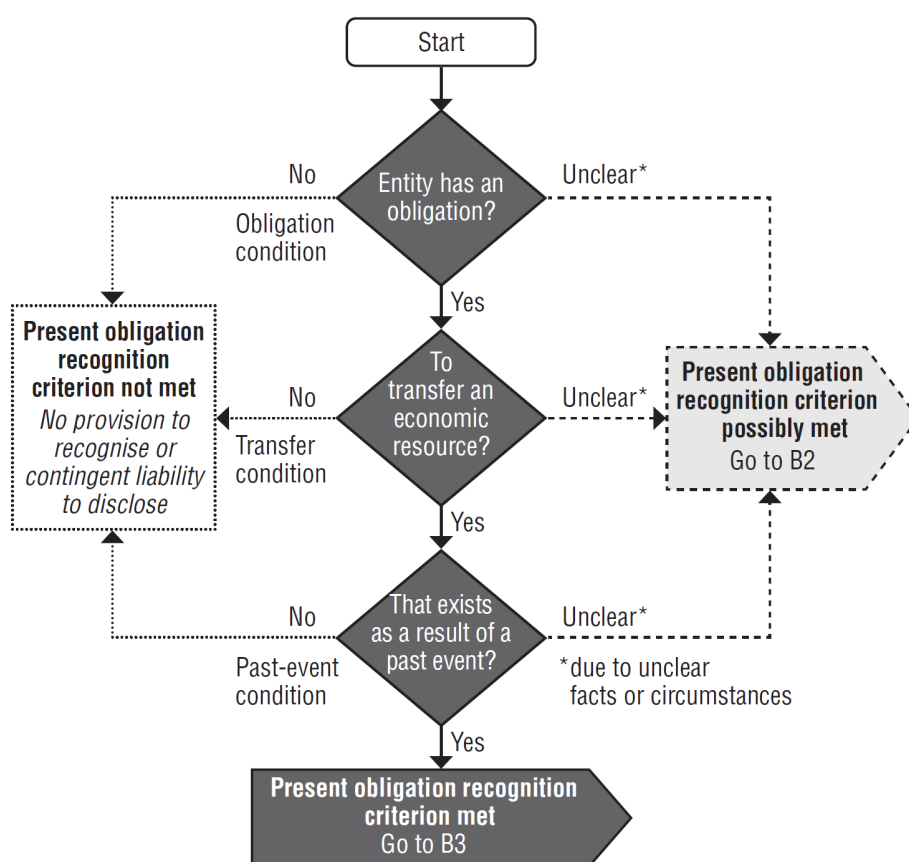 Start
Entity has an
obligation?
No
Obligation
condition
Unclear*
Yes
Present obligation
recognition
criterion not met
No provision to
recognise or
contingent liability
to disclose
To
transfer an
economic
resource?
No
Transfer
condition
Unclear*
Present obligation
recognition criterion
possibly met
Go to B2
Yes
That exists
as a result of a
past event?
No
Past-event
condition
Unclear*
*due to unclear
facts or circumstances
Yes
Present obligation recognition
criterion met
Go to B3